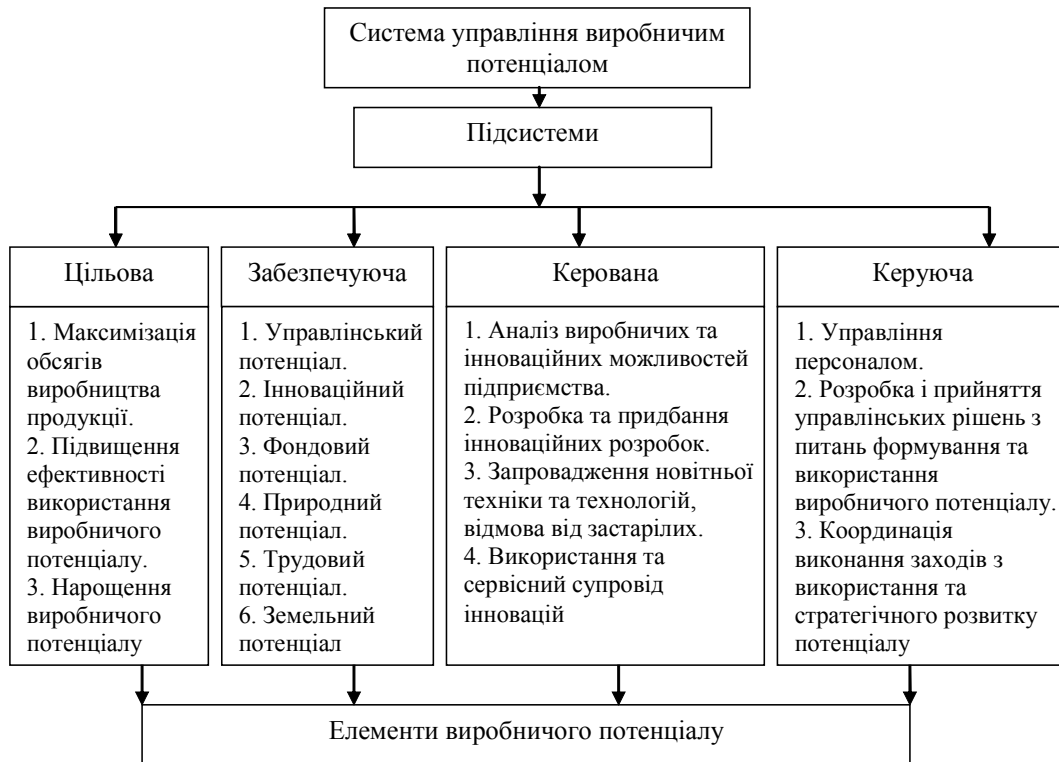 Система управління виробничим
потенціалом
Підсистеми
Цільова
1. Максимізація
обсягів
виробництва
продукції.
2. Підвищення
ефективності
використання
виробничого
потенціалу.
3. Нарощення
виробничого
потенціалу
Забезпечуюча
1. Управлінський
потенціал.
2. Інноваційний
потенціал.
3. Фондовий
потенціал.
4. Природний
потенціал.
5. Трудовий
потенціал.
6. Земельний
потенціал
Керована
1. Аналіз виробничих та
інноваційних можливостей
підприємства.
2. Розробка та придбання
інноваційних розробок.
3. Запровадження новітньої
техніки та технологій,
відмова від застарілих.
4. Використання та
сервісний супровід
інновацій
Керуюча
1. Управління
персоналом.
2. Розробка і прийняття
управлінських рішень з
питань формування та
використання
виробничого потенціалу.
3. Координація
виконання заходів з
використання та
стратегічного розвитку
потенціалу
Елементи виробничого потенціалу